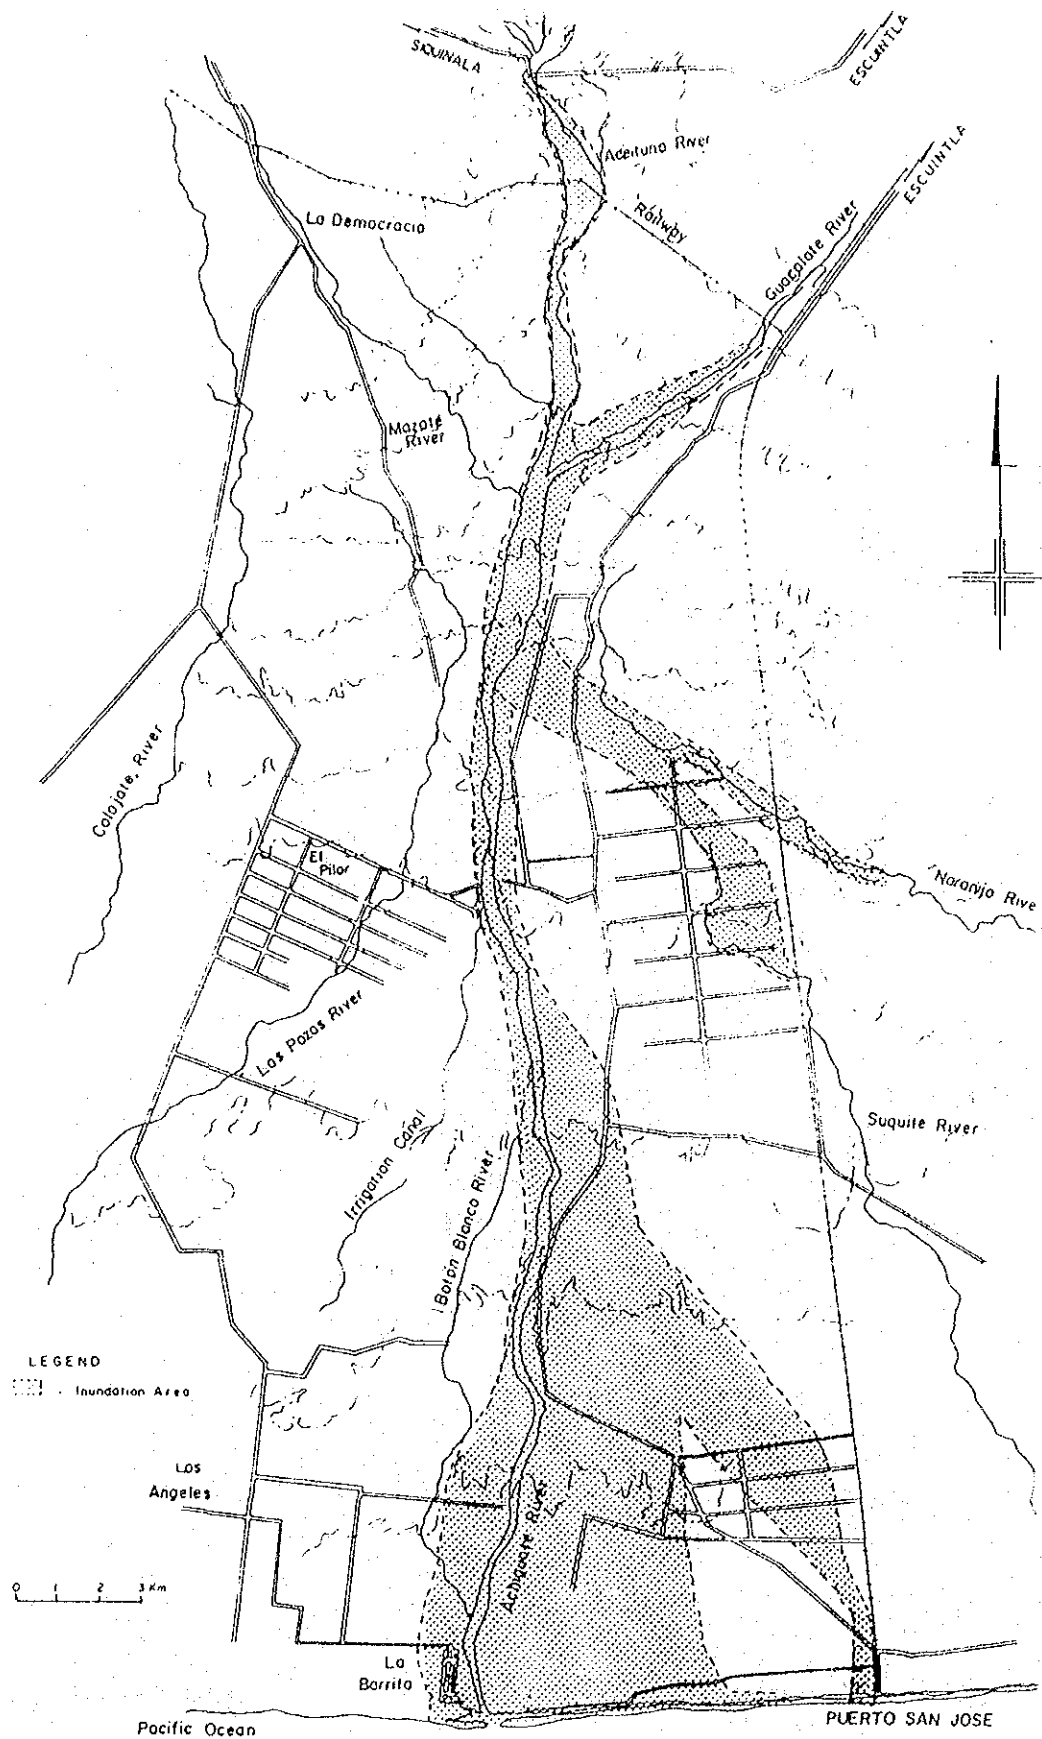 SIQUINALA
ESCUINTLA
Aceituno River
ESCUINTLA
Railway
La Democracia
Guacalate River
Mazate
River
Colojate, River
El
Pilar
Naranjo Rive
Las Pozas River
Suquite River
Irrigation Canal
Boton Blanco River
LEGEND
Inundation Area
Los
Angeles
Achiguate River
0 1 2 3 Km
La
Barrita
Pacific Ocean
PUERTO SAN JOSE